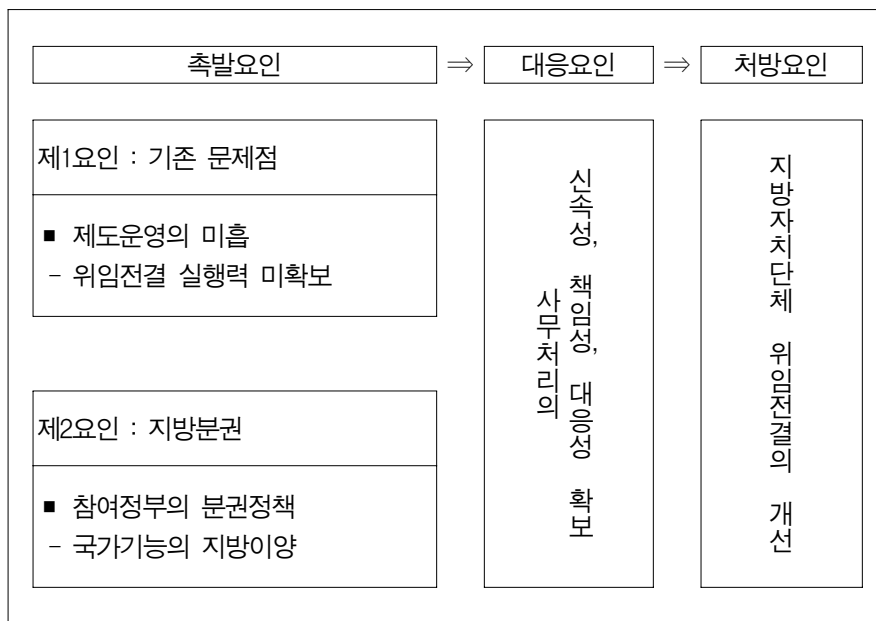 촉발요인 ⇒ 대응요인 ⇒ 처방요인
제1요인 : 기존 문제점
■ 제도운영의 미흡
- 위임전결 실행력 미확보
제2요인 : 지방분권
■ 참여정부의 분권정책
- 국가기능의 지방이양
사무처리의
신속성, 책임성, 대응성 확보
지방자치단체 위임전결의 개선